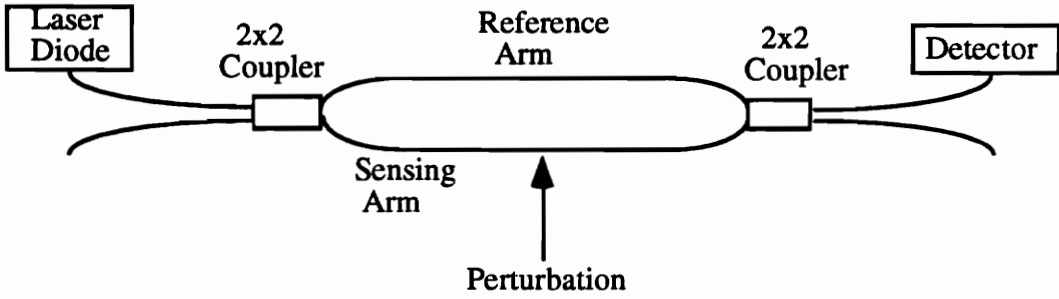 Laser
Diode
2x2
Coupler
Reference
Arm
2x2
Coupler
Detector
Sensing
Arm
Perturbation